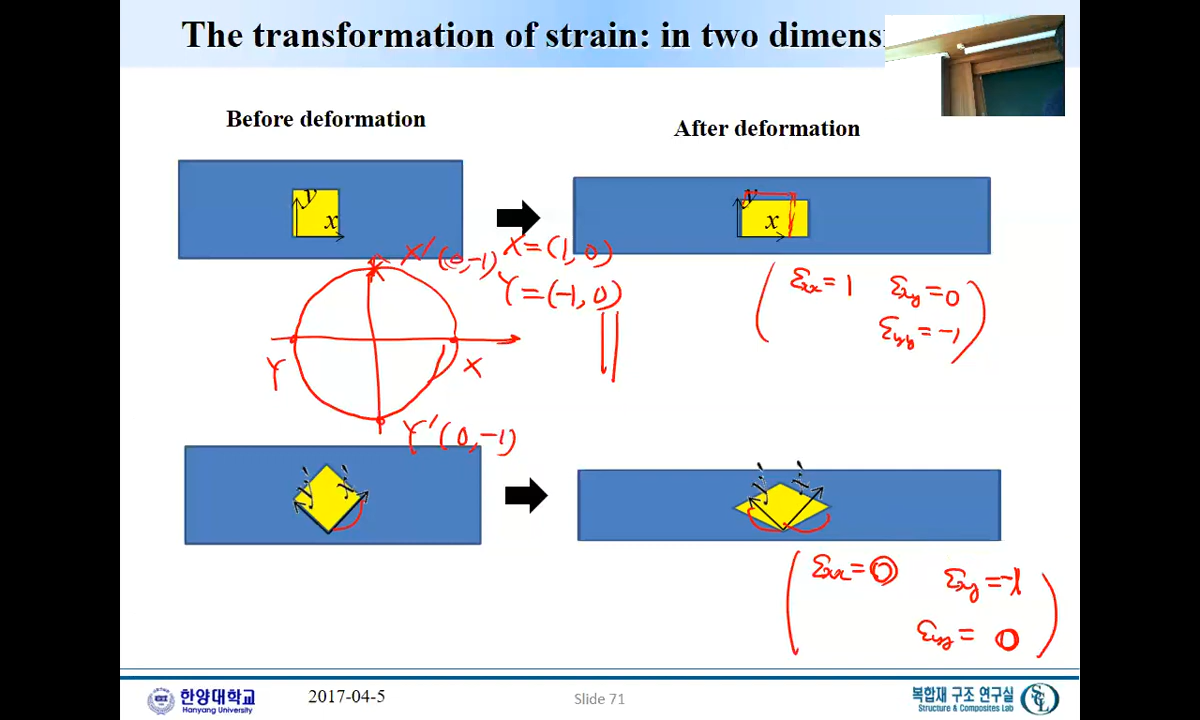 The transformation of strain: in two dimensi
Before deformation
After deformation
y
x
y
x
X' (0,-1)
X=(1,0)
Y=(-1,0)
εxx=1 εxy=0
εyy=-1
Y
X
Y'(0,-1)
y'
x'
y'
x'
εxx=0 εxy=-1
εyy=0
한양대학교
Hanyang University
2017-04-5
Slide 71
복합재 구조 연구실
Structure & Composites Lab